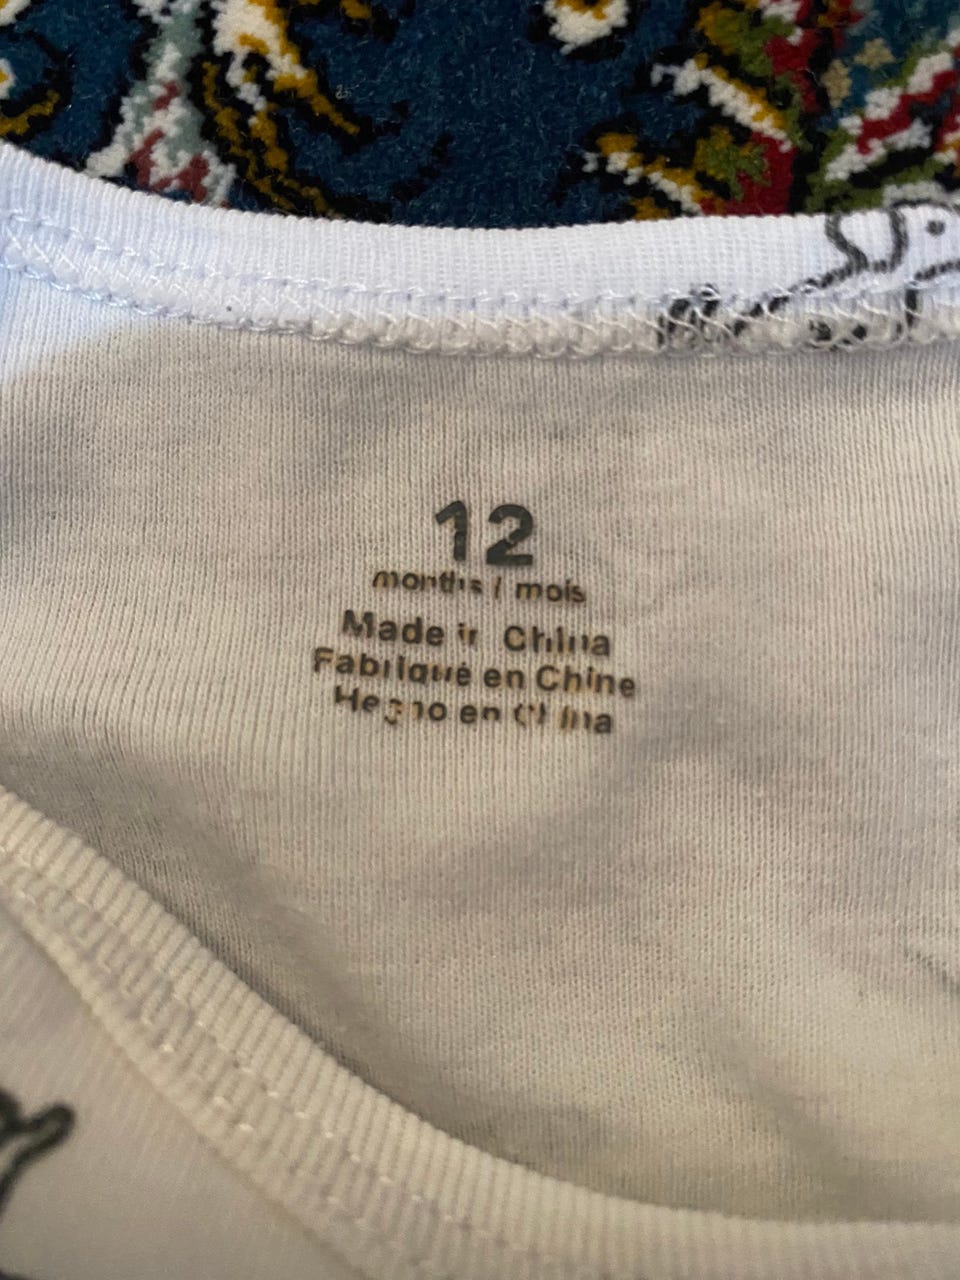 12
months / mois
Made in China
Fabriqué en Chine
Hecho en China